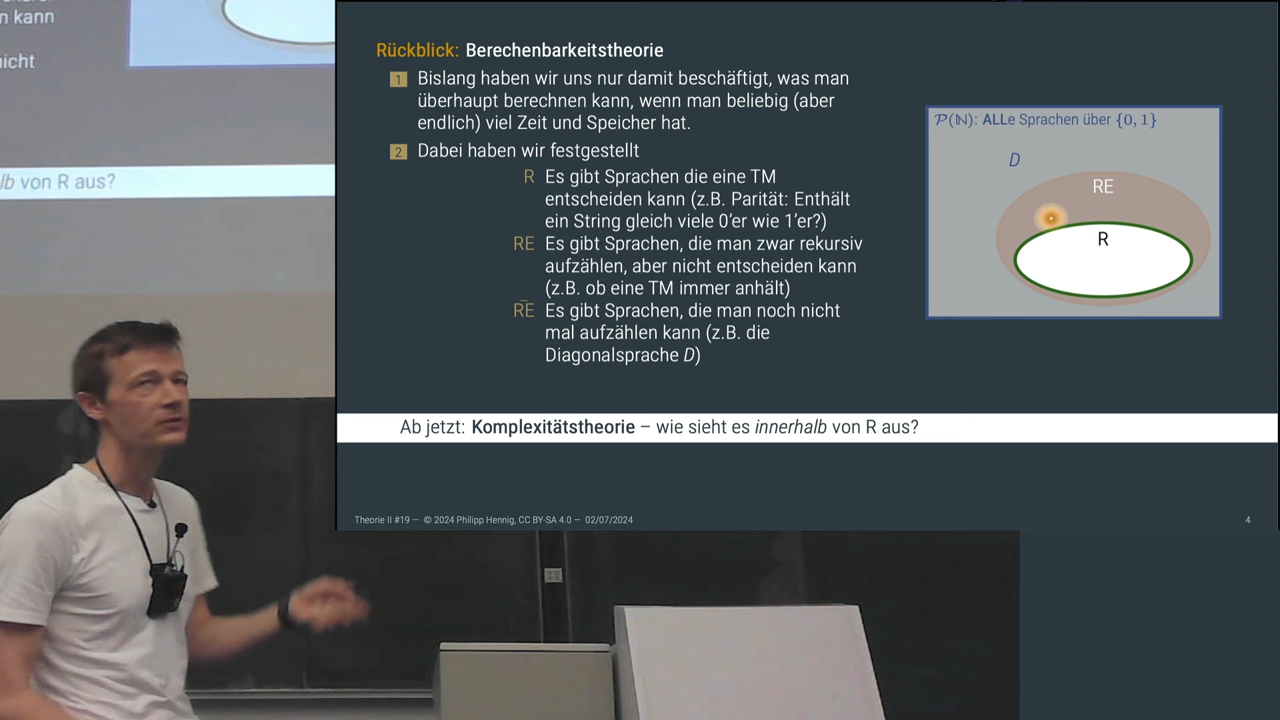 n kann
icht
lb von R aus?
Rückblick: Berechenbarkeitstheorie
1 Bislang haben wir uns nur damit beschäftigt, was man
überhaupt berechnen kann, wenn man beliebig (aber
endlich) viel Zeit und Speicher hat.
2 Dabei haben wir festgestellt
R Es gibt Sprachen die eine TM
entscheiden kann (z.B. Parität: Enthält
ein String gleich viele 0'er wie 1'er?)
RE Es gibt Sprachen, die man zwar rekursiv
aufzählen, aber nicht entscheiden kann
(z.B. ob eine TM immer anhält)
R̅E̅ Es gibt Sprachen, die man noch nicht
mal aufzählen kann (z.B. die
Diagonalsprache D)
𝒫(ℕ): ALLe Sprachen über {0, 1}
D
RE
R
Ab jetzt: Komplexitätstheorie – wie sieht es innerhalb von R aus?
Theorie II #19 — © 2024 Philipp Hennig, CC BY-SA 4.0 — 02/07/2024
4